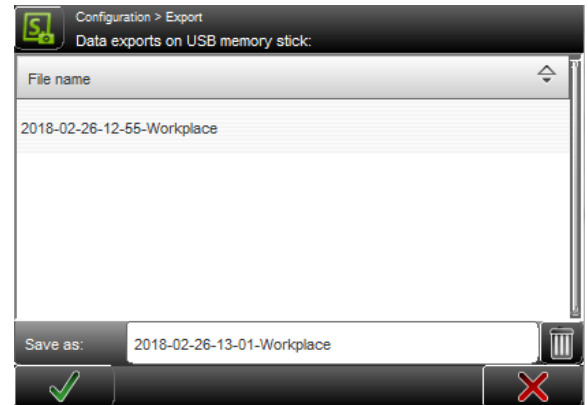 Configuration > Export
Data exports on USB memory stick:
File name
2018-02-26-12-55-Workplace
Save as:
2018-02-26-13-01-Workplace